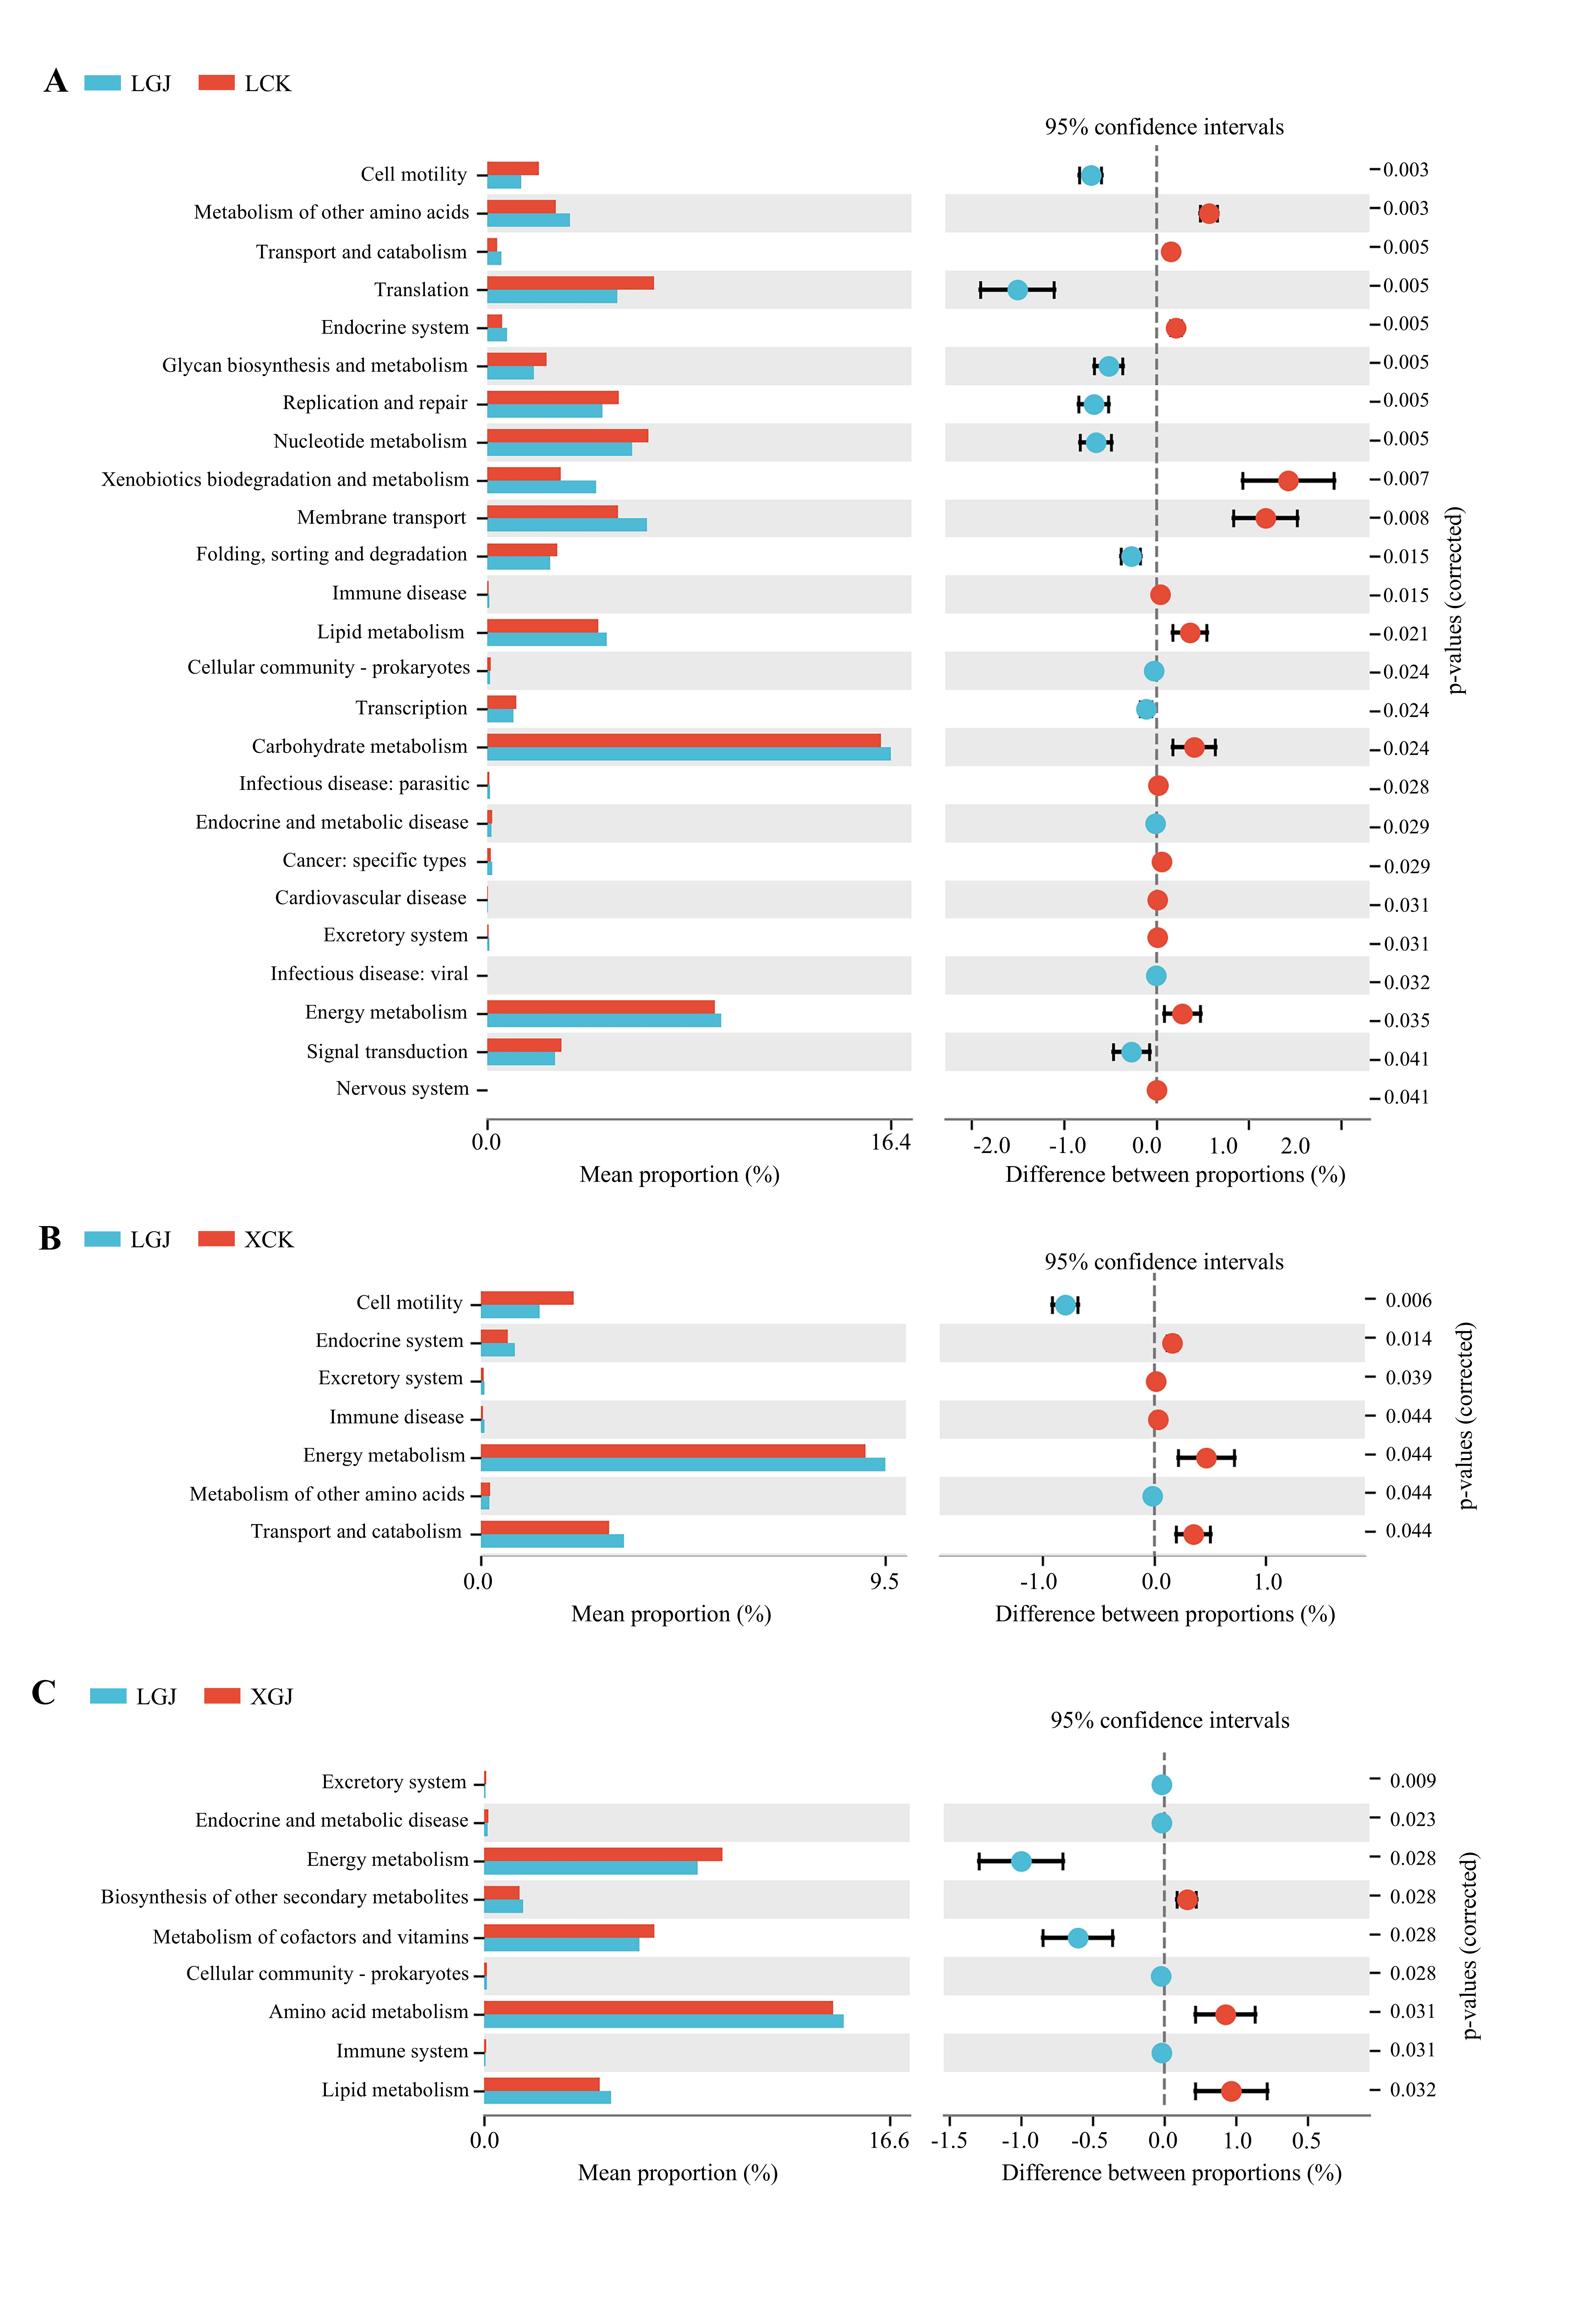 A LGJ LCK
95% confidence intervals
Cell motility 0.003
Metabolism of other amino acids 0.003
Transport and catabolism 0.005
Translation 0.005
Endocrine system 0.005
Glycan biosynthesis and metabolism 0.005
Replication and repair 0.005
Nucleotide metabolism 0.005
Xenobiotics biodegradation and metabolism 0.007
Membrane transport 0.008
Folding, sorting and degradation 0.015
Immune disease 0.015
Lipid metabolism 0.021
Cellular community - prokaryotes 0.024
Transcription 0.024
Carbohydrate metabolism 0.024
Infectious disease: parasitic 0.028
Endocrine and metabolic disease 0.029
Cancer: specific types 0.029
Cardiovascular disease 0.031
Excretory system 0.031
Infectious disease: viral 0.032
Energy metabolism 0.035
Signal transduction 0.041
Nervous system 0.041
p-values (corrected)
0.0 16.4 -2.0 -1.0 0.0 1.0 2.0
Mean proportion (%) Difference between proportions (%)
B LGJ XCK
95% confidence intervals
Cell motility 0.006
Endocrine system 0.014
Excretory system 0.039
Immune disease 0.044
Energy metabolism 0.044
Metabolism of other amino acids 0.044
Transport and catabolism 0.044
p-values (corrected)
0.0 9.5 -1.0 0.0 1.0
Mean proportion (%) Difference between proportions (%)
C LGJ XGJ
95% confidence intervals
Excretory system 0.009
Endocrine and metabolic disease 0.023
Energy metabolism 0.028
Biosynthesis of other secondary metabolites 0.028
Metabolism of cofactors and vitamins 0.028
Cellular community - prokaryotes 0.028
Amino acid metabolism 0.031
Immune system 0.031
Lipid metabolism 0.032
p-values (corrected)
0.0 16.6 -1.5 -1.0 -0.5 0.0 1.0 0.5
Mean proportion (%) Difference between proportions (%)